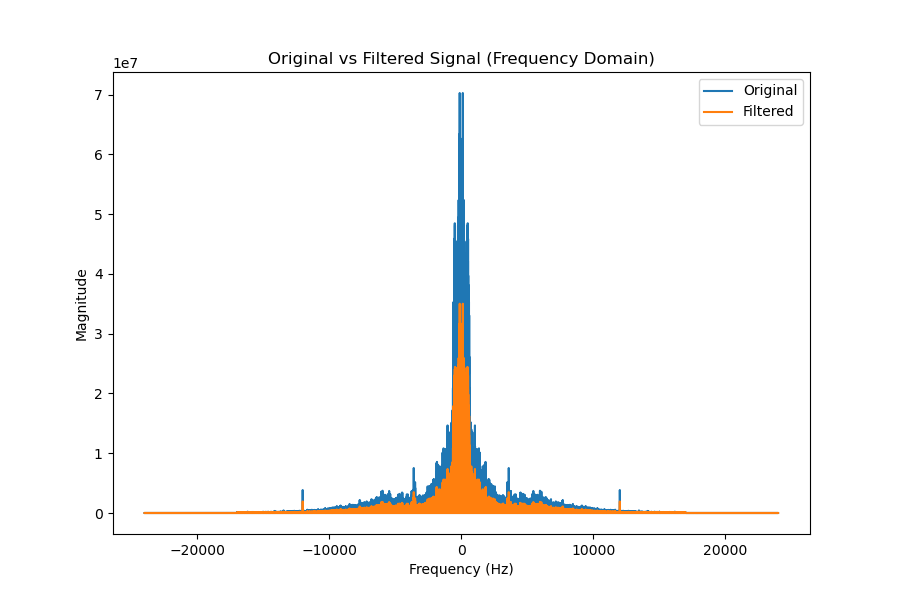 Original vs Filtered Signal (Frequency Domain)
1e7
Original
Filtered
7
6
5
4
3
2
1
0
Magnitude
−20000
−10000
0
10000
20000
Frequency (Hz)